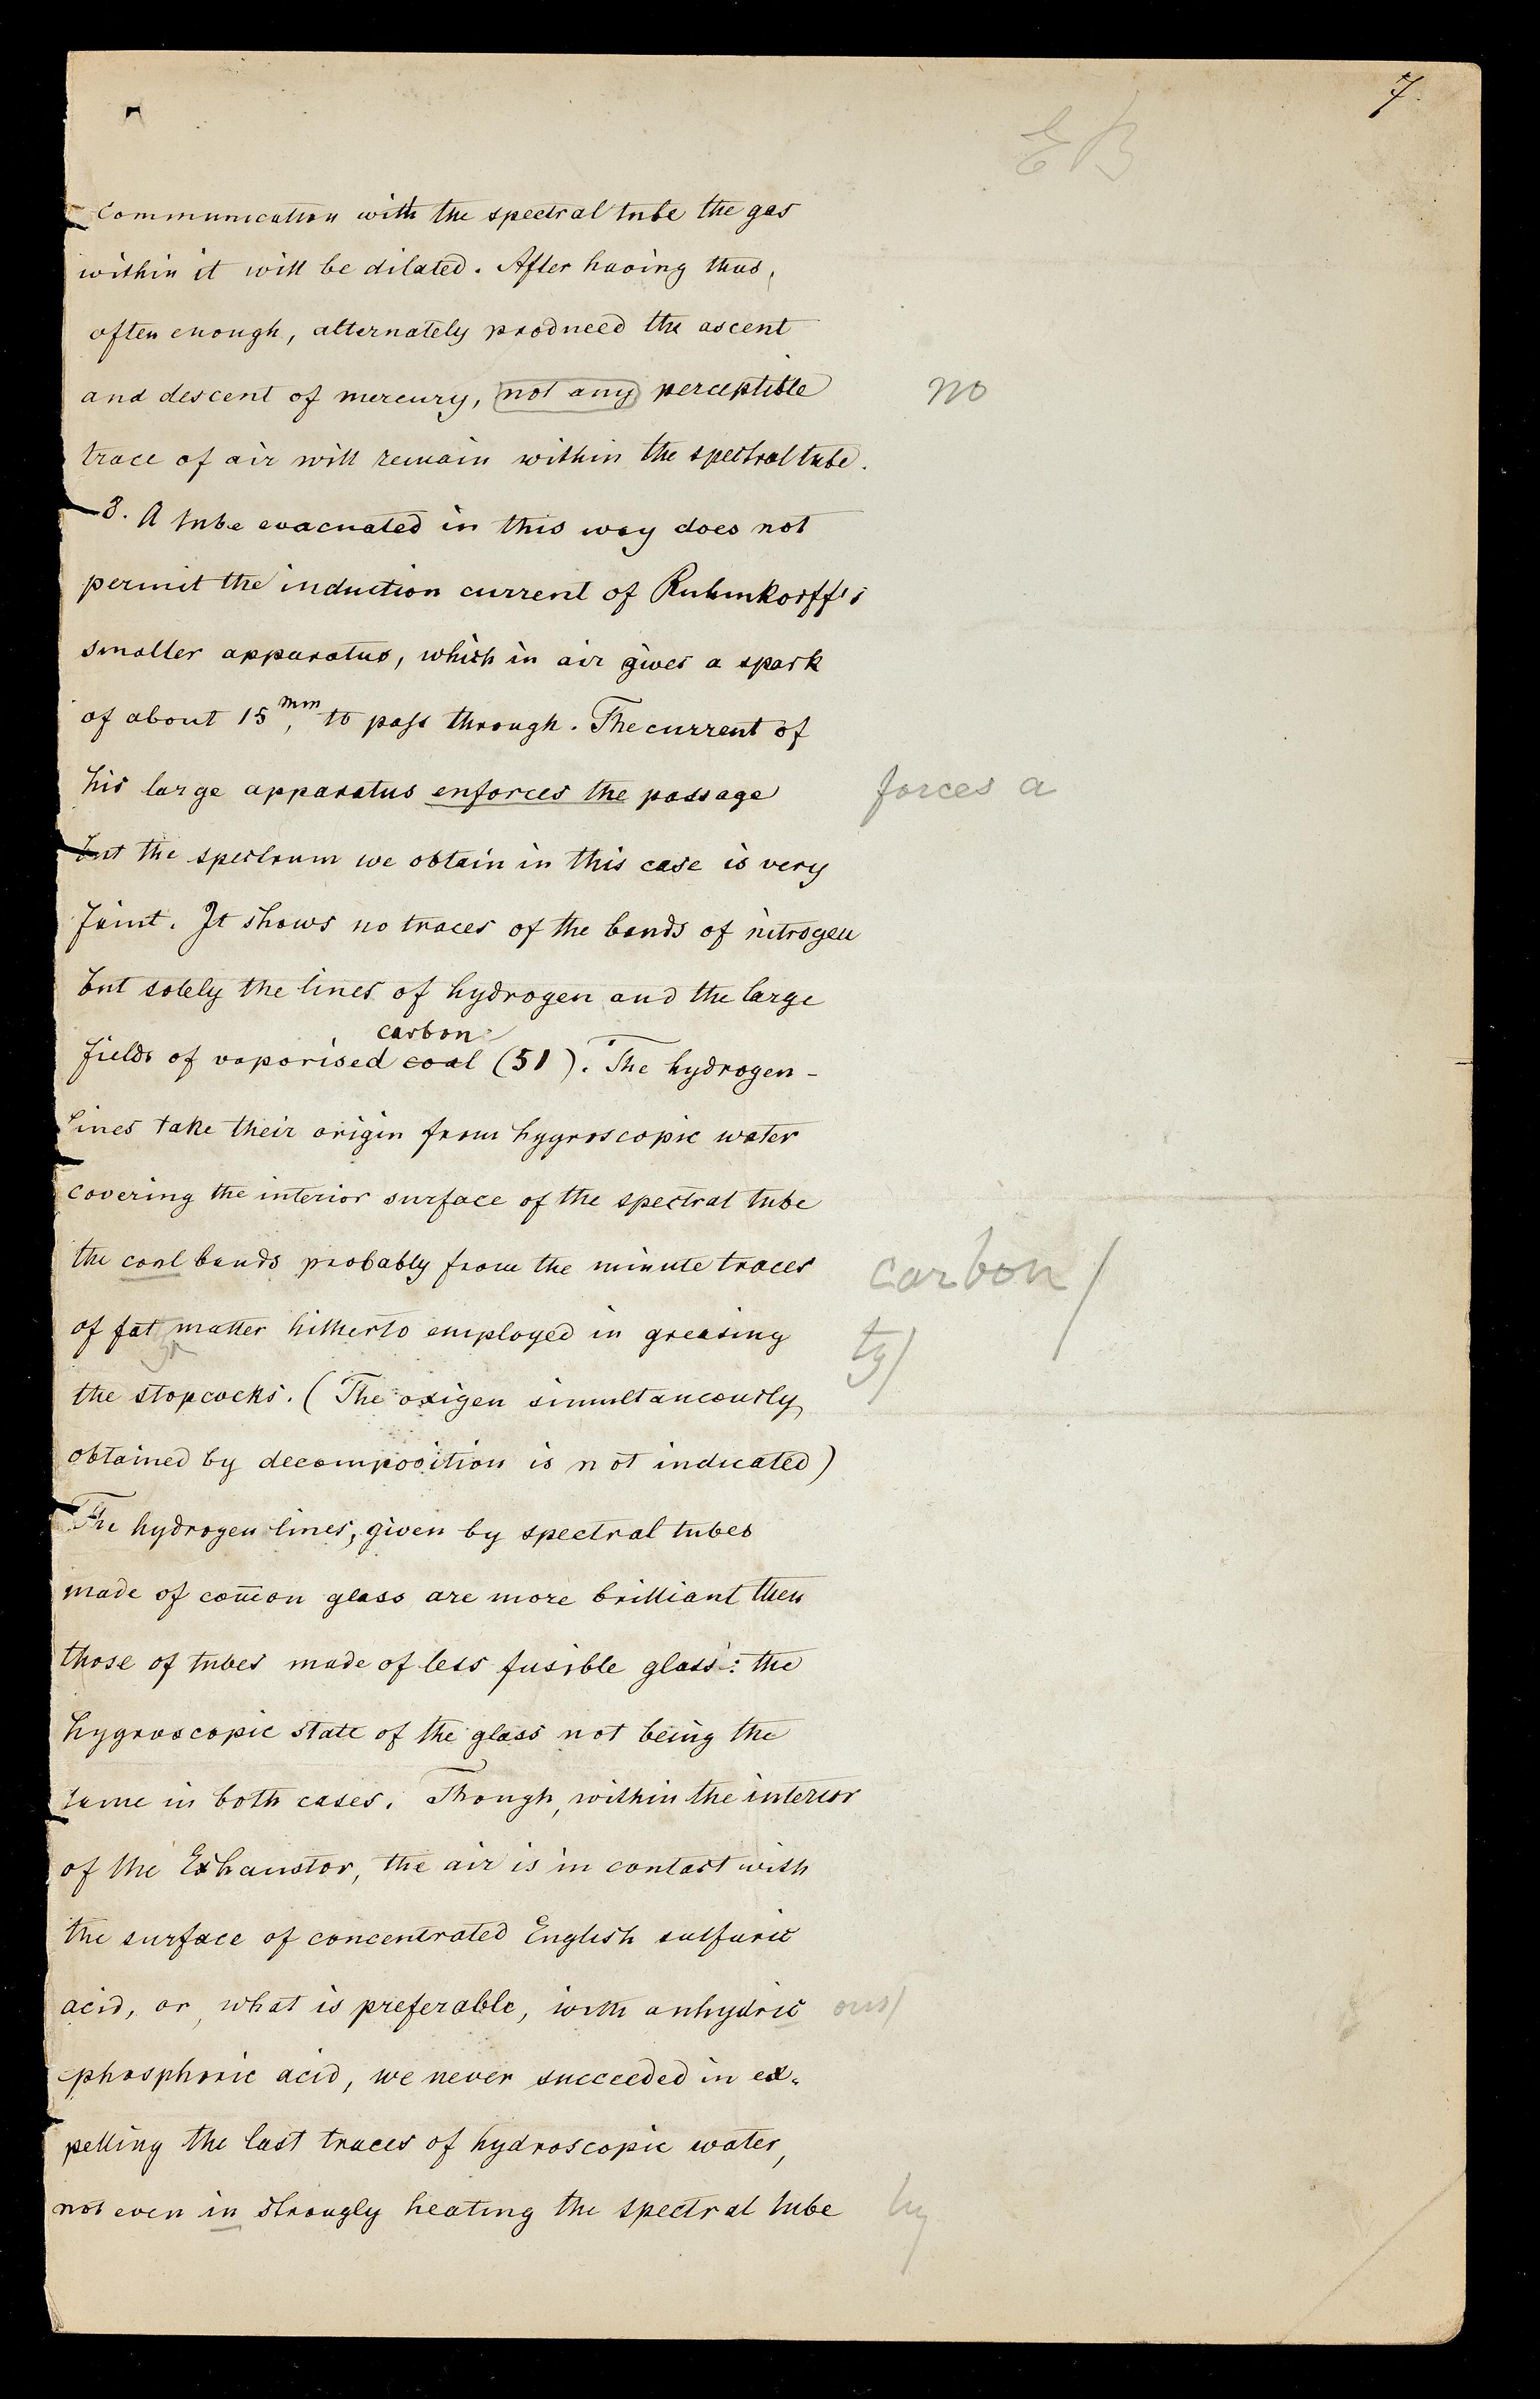 7.
EB
communication with the spectral tube the gas
within it will be dilated. After having thus,
often enough, alternately produced the ascent
and descent of mercury, not any perceptible
no
trace of air will remain within the spectral tube.
8. A tube evacuated in this way does not
permit the induction current of Ruhmkorff's
smaller apparatus, which in air gives a spark
of about 15 mm, to pass through. The current of
his large apparatus enforces the passage
forces a
but the spectrum we obtain in this case is very
faint. It shows no traces of the bands of nitrogen
but solely the lines of hydrogen and the large
carbon
fields of vaporised coal (51). The hydrogen-
lines take their origin from hygroscopic water
covering the interior surface of the spectral tube
the coal bands probably from the minute traces
carbon/
of fat matter hitherto employed in greasing
ty/
the stopcocks. (The oxigen simultaneously
obtained by decomposition is not indicated)
The hydrogen lines, given by spectral tubes
made of com̄on glass are more brilliant then
those of tubes made of less fusible glass: the
hygroscopic state of the glass not being the
same in both cases. Though, within the interior
of the Exhaustor, the air is in contact with
the surface of concentrated English sulfuric
acid, or, what is preferable, with anhydric
ous/
phosphoric acid, we never succeeded in ex-
pelling the last traces of hydroscopic water,
not even in strongly heating the spectral tube
by